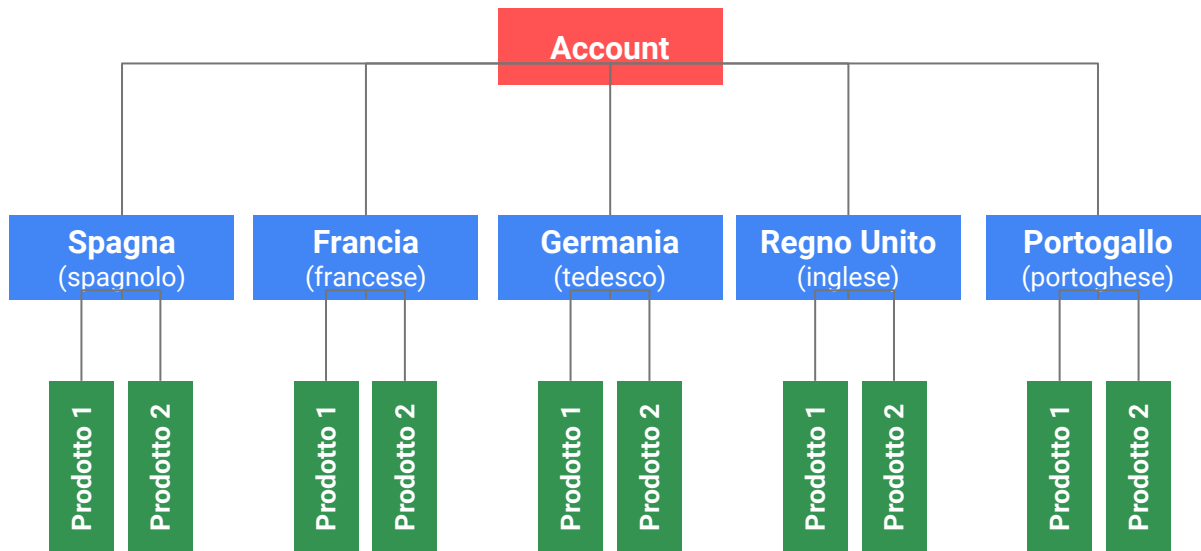 Account
Spagna
(spagnolo)
Francia
(francese)
Germania
(tedesco)
Regno Unito
(inglese)
Portogallo
(portoghese)
Prodotto 1
Prodotto 2
Prodotto 1
Prodotto 2
Prodotto 1
Prodotto 2
Prodotto 1
Prodotto 2
Prodotto 1
Prodotto 2